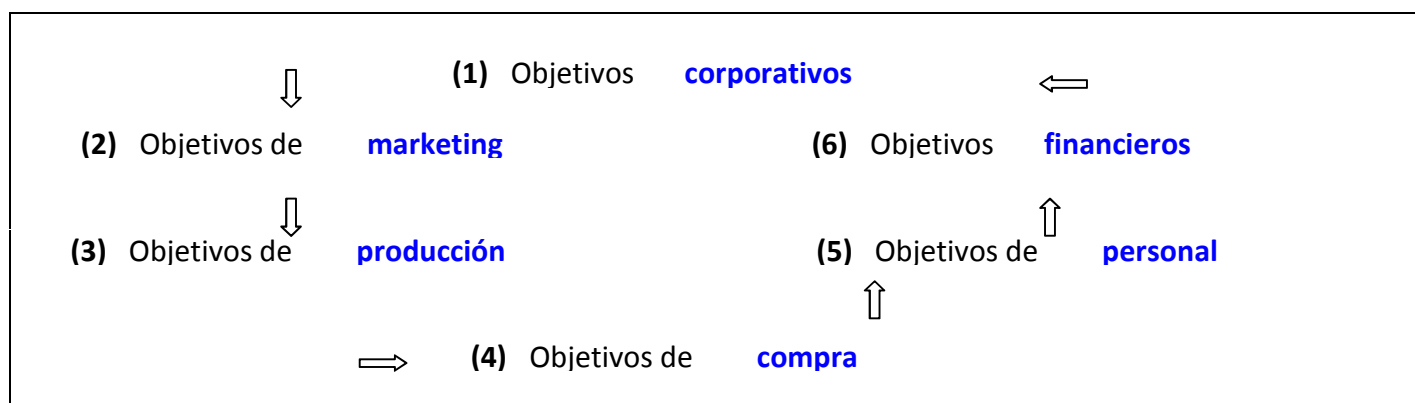 (1) Objetivos corporativos
(2) Objetivos de marketing (6) Objetivos financieros
(3) Objetivos de producción (5) Objetivos de personal
(4) Objetivos de compra